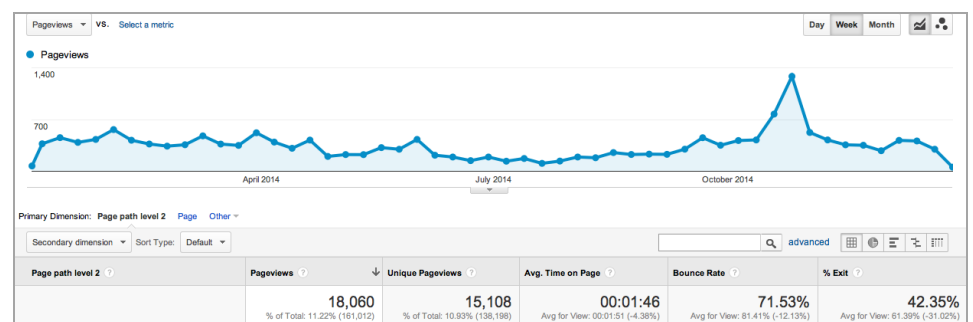 Pageviews VS. Select a metric Day Week Month
Pageviews
1,400
700
April 2014 July 2014 October 2014
Primary Dimension: Page path level 2 Page Other
Secondary dimension Sort Type: Default advanced
Page path level 2 ? Pageviews ? Unique Pageviews ? Avg. Time on Page ? Bounce Rate ? % Exit ?
18,060 15,108 00:01:46 71.53% 42.35%
% of Total: 11.22% (161,012) % of Total: 10.93% (138,198) Avg for View: 00:01:51 (-4.38%) Avg for View: 81.41% (-12.13%) Avg for View: 61.39% (-31.02%)